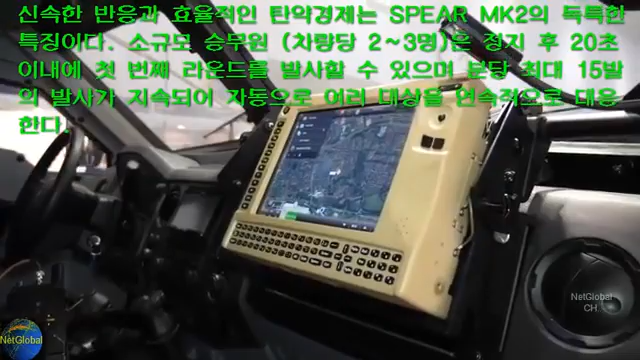 신속한 반응과 효율적인 탄약경제는 SPEAR MK2의 독특한
특징이다. 소규모 승무원 (차량당 2~3명)은 정지 후 20초
이내에 첫 번째 라운드를 발사할 수 있으며 분당 최대 15발
의 발사가 지속되어 자동으로 여러 대상을 연속적으로 대응
한다.
NetGlobal
CH.
NetGlobal